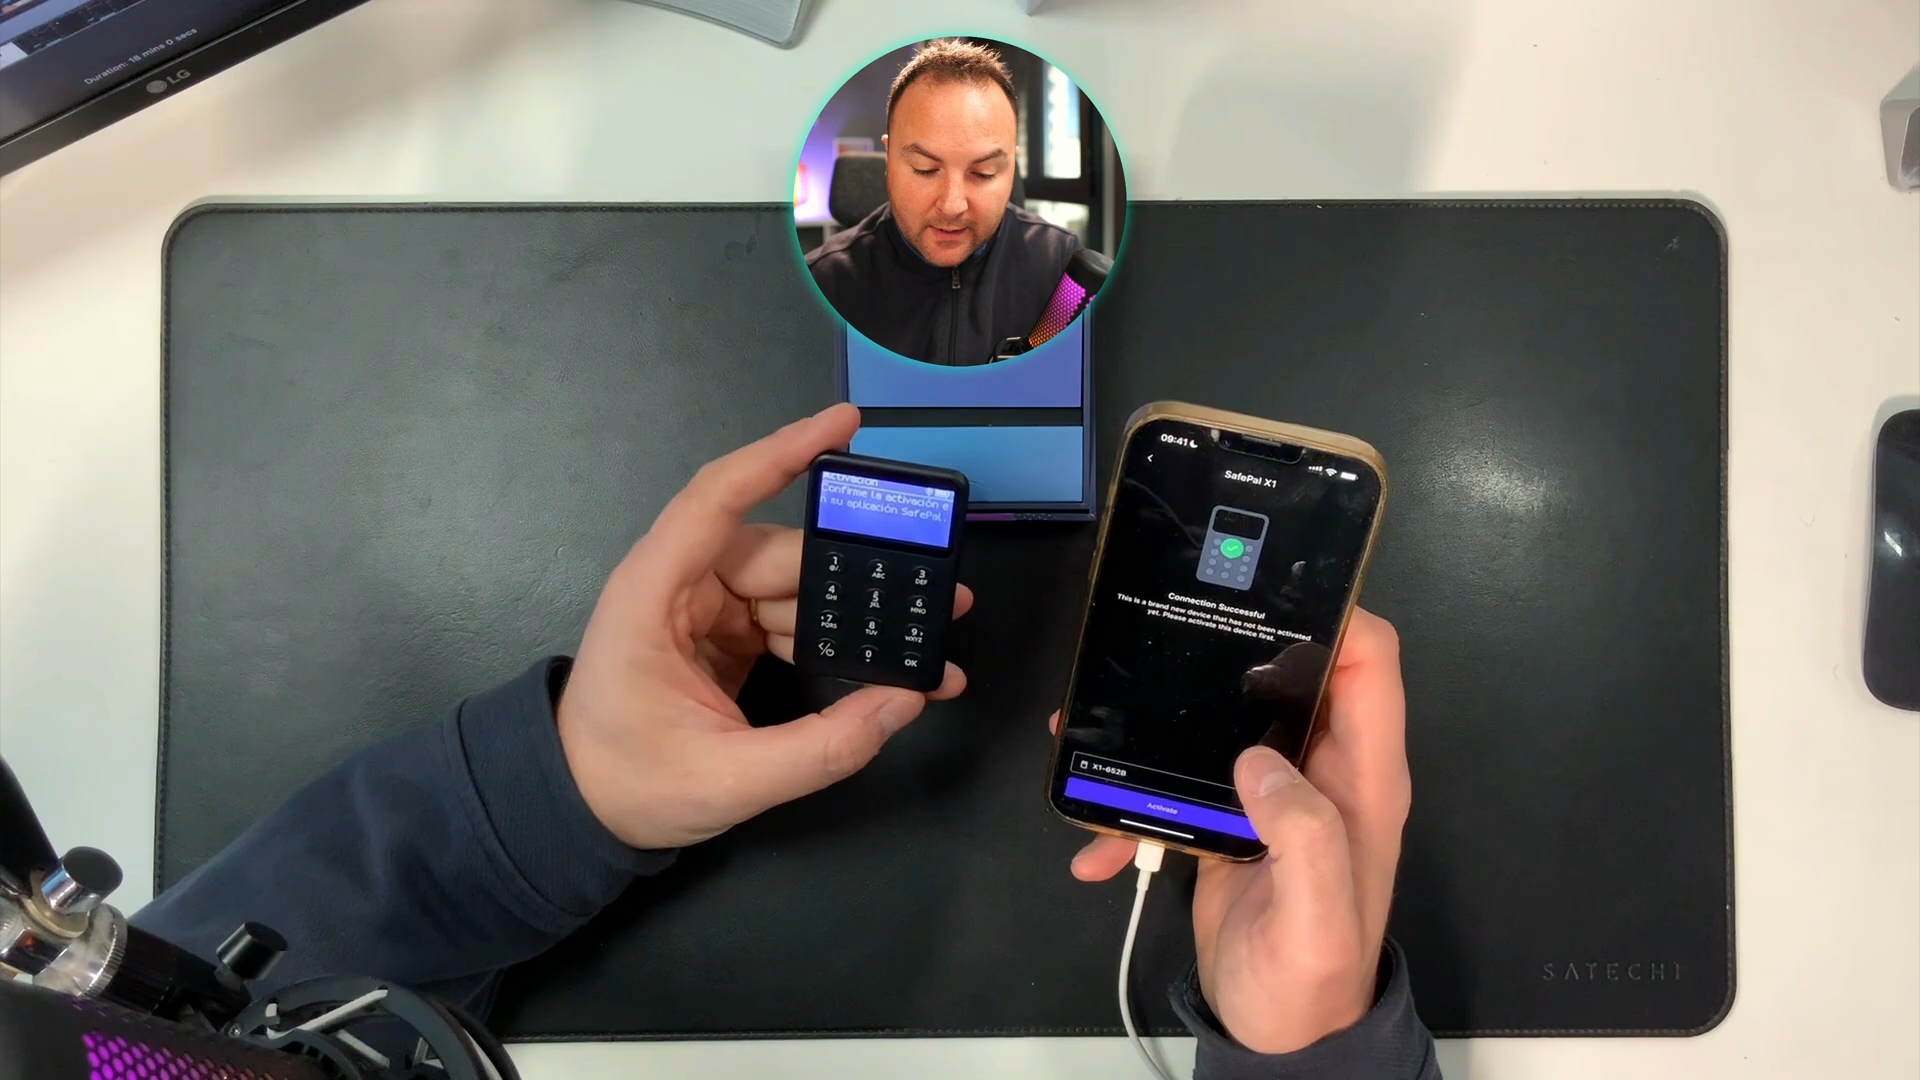 Duration: 18 mins 0 secs
LG
Activación
Confirme la activación e
n su aplicación SafePal.
1
@/.
2
ABC
3
DEF
4
GHI
5
JKL
6
MNO
7
PQRS
8
TUV
9
WXYZ
0
OK
09:41
SafePal X1
Connection Successful
This is a brand new device that has not been activated
yet. Please activate this device first.
X1-652B
Activate
SATECHI